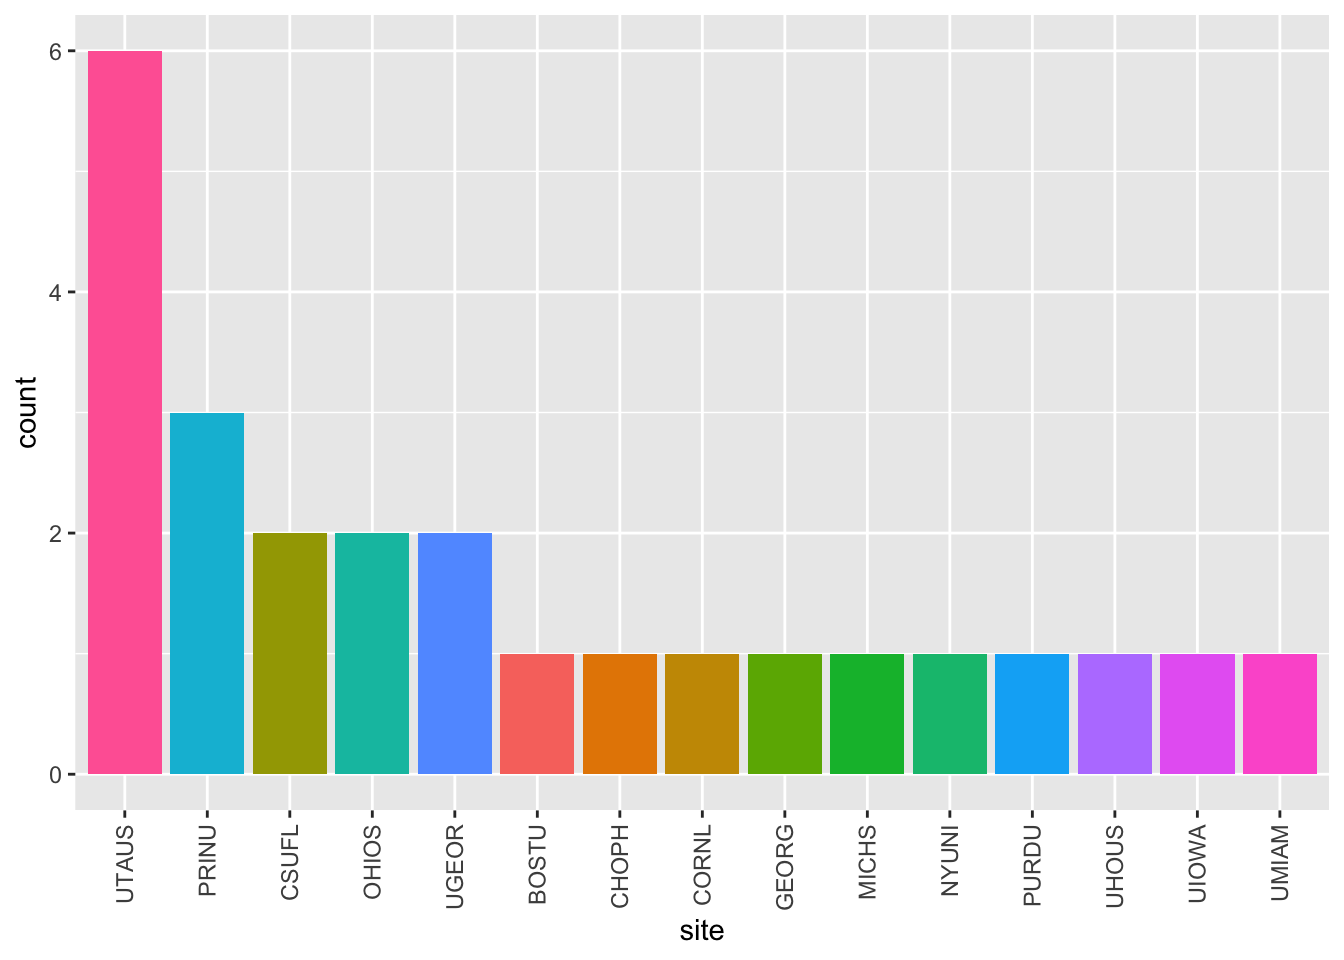 6
4
2
0
count
UTAUS
PRINU
CSUFL
OHIOS
UGEOR
BOSTU
CHOPH
CORNL
GEORG
MICHS
NYUNI
PURDU
UHOUS
UIOWA
UMIAM
site